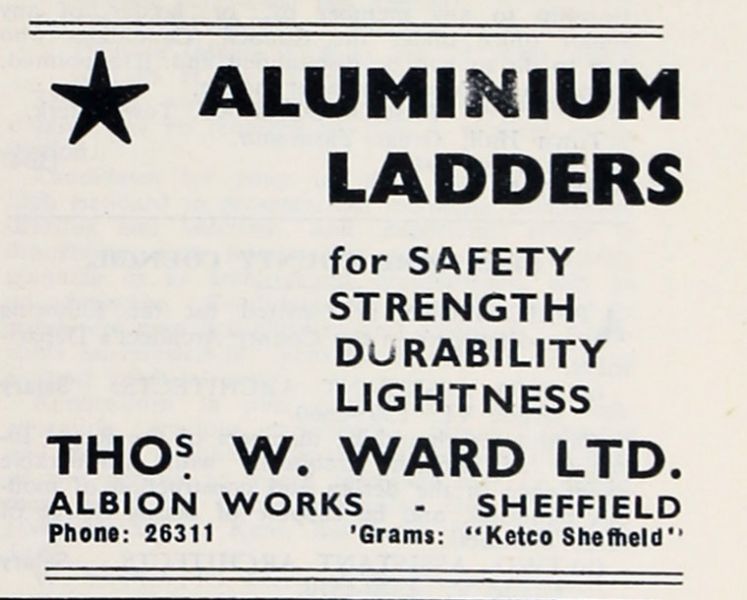 ALUMINIUM
LADDERS
for SAFETY
STRENGTH
DURABILITY
LIGHTNESS
THOS W. WARD LTD.
ALBION WORKS - SHEFFIELD
Phone: 26311 'Grams: "Ketco Sheffield"